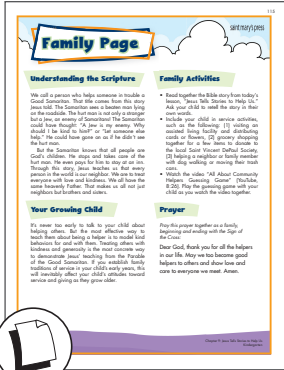 114
saint mary's press
Family Page
Understanding the Scripture
We call a person who helps someone in trouble a
Good Samaritan. That title comes from this story
Jesus told. The Samaritan sees a beaten man lying
on the roadside. The hurt man is not only a stranger
but a Jew, an enemy of Samaritans! The Samaritan
could have thought: "A Jew is my enemy. Why
should I be kind to him?" or "Let someone else
help." He could have gone on as if he didn't see
the hurt man.
But the Samaritan knows that all people are
God's children. He stops and takes care of the
hurt man. He even pays for him to stay at an inn.
Through this story, Jesus teaches us that every
person in the world is our neighbor. We are to treat
everyone with love and kindness. We all have the
same heavenly Father. That makes us all not just
neighbors but brothers and sisters.
Your Growing Child
It's never too early to talk to your child about
helping others. But the most effective way to
teach them about being a helper is to model kind
behaviors for and with them. Treating others with
kindness and generosity is the most concrete way
to demonstrate Jesus' teaching from the Parable
of the Good Samaritan. If you establish family
traditions of service in your child's early years, this
will inevitably affect your child's attitudes toward
service and giving as they grow older.
Family Activities
• Read together the Bible story from today's
lesson, "Jesus Tells Stories to Help Us."
Ask your child to retell the story in their
own words.
• Include your child in service activities,
such as the following: (1) visiting an
assisted living facility and distributing
cards or flowers, (2) grocery shopping
together for a few items to donate to
the local Saint Vincent DePaul Society,
(3) helping a neighbor or family member
with dog walking or moving their trash
cans.
• Watch the video "All About Community
Helpers Guessing Game" (YouTube,
8:26). Play the guessing game with your
child as you watch the video together.
Prayer
Pray this prayer together as a family,
beginning and ending with the Sign of
the Cross.
Dear God, thank you for all the helpers
in our life. May we too become good
helpers to others and show love and
care to everyone we meet. Amen.